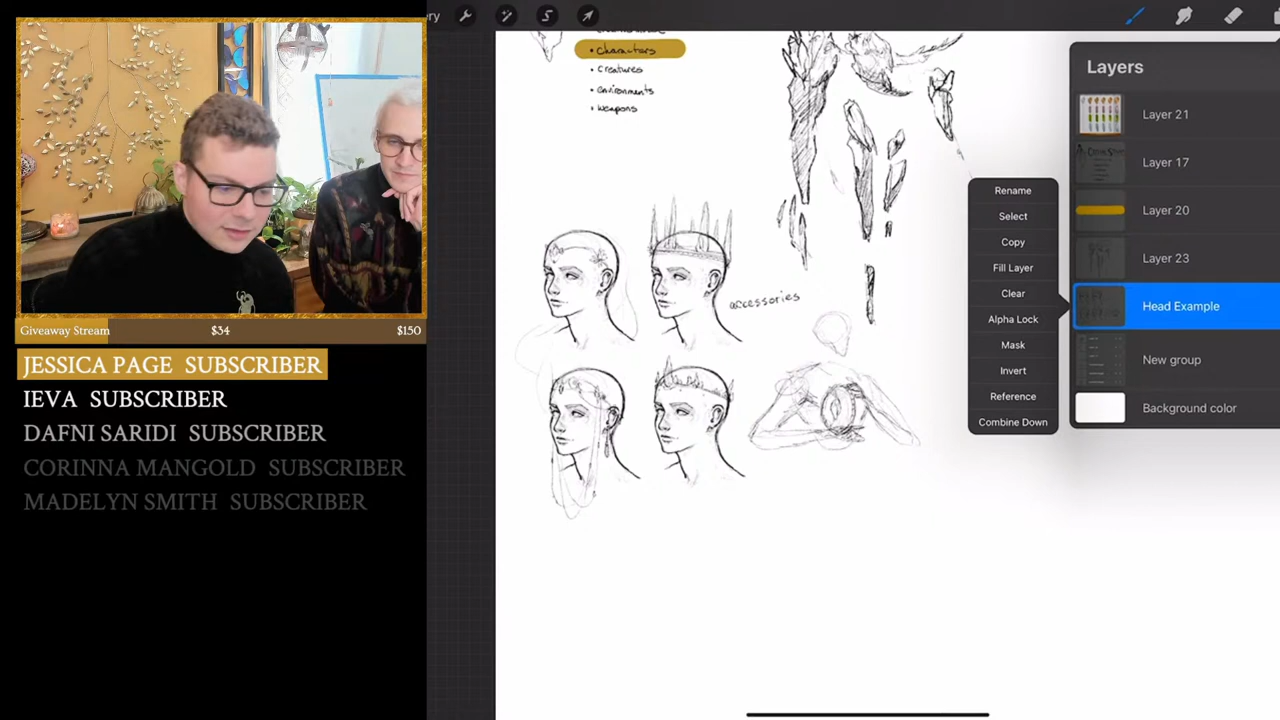 ry
• characters
• creatures
• environments
• weapons
accessories
Layers
Layer 21
Layer 17
Layer 20
Layer 23
Head Example
New group
Background color
Rename
Select
Copy
Fill Layer
Clear
Alpha Lock
Mask
Invert
Reference
Combine Down
Giveaway Stream $34 $150
JESSICA PAGE SUBSCRIBER
IEVA SUBSCRIBER
DAFNI SARIDI SUBSCRIBER
CORINNA MANGOLD SUBSCRIBER
MADELYN SMITH SUBSCRIBER